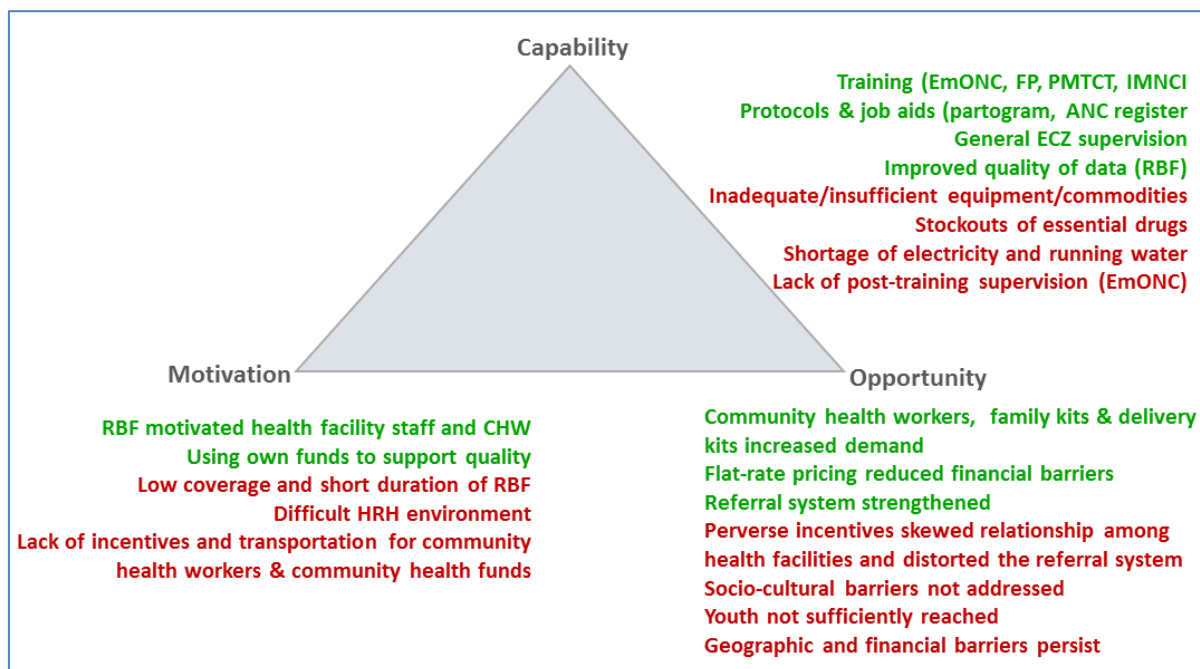 Capability
Training (EmONC, FP, PMTCT, IMNCI
Protocols & job aids (partogram, ANC register
General ECZ supervision
Improved quality of data (RBF)
Inadequate/insufficient equipment/commodities
Stockouts of essential drugs
Shortage of electricity and running water
Lack of post-training supervision (EmONC)
Motivation
RBF motivated health facility staff and CHW
Using own funds to support quality
Low coverage and short duration of RBF
Difficult HRH environment
Lack of incentives and transportation for community
health workers & community health funds
Opportunity
Community health workers, family kits & delivery
kits increased demand
Flat-rate pricing reduced financial barriers
Referral system strengthened
Perverse incentives skewed relationship among
health facilities and distorted the referral system
Socio-cultural barriers not addressed
Youth not sufficiently reached
Geographic and financial barriers persist